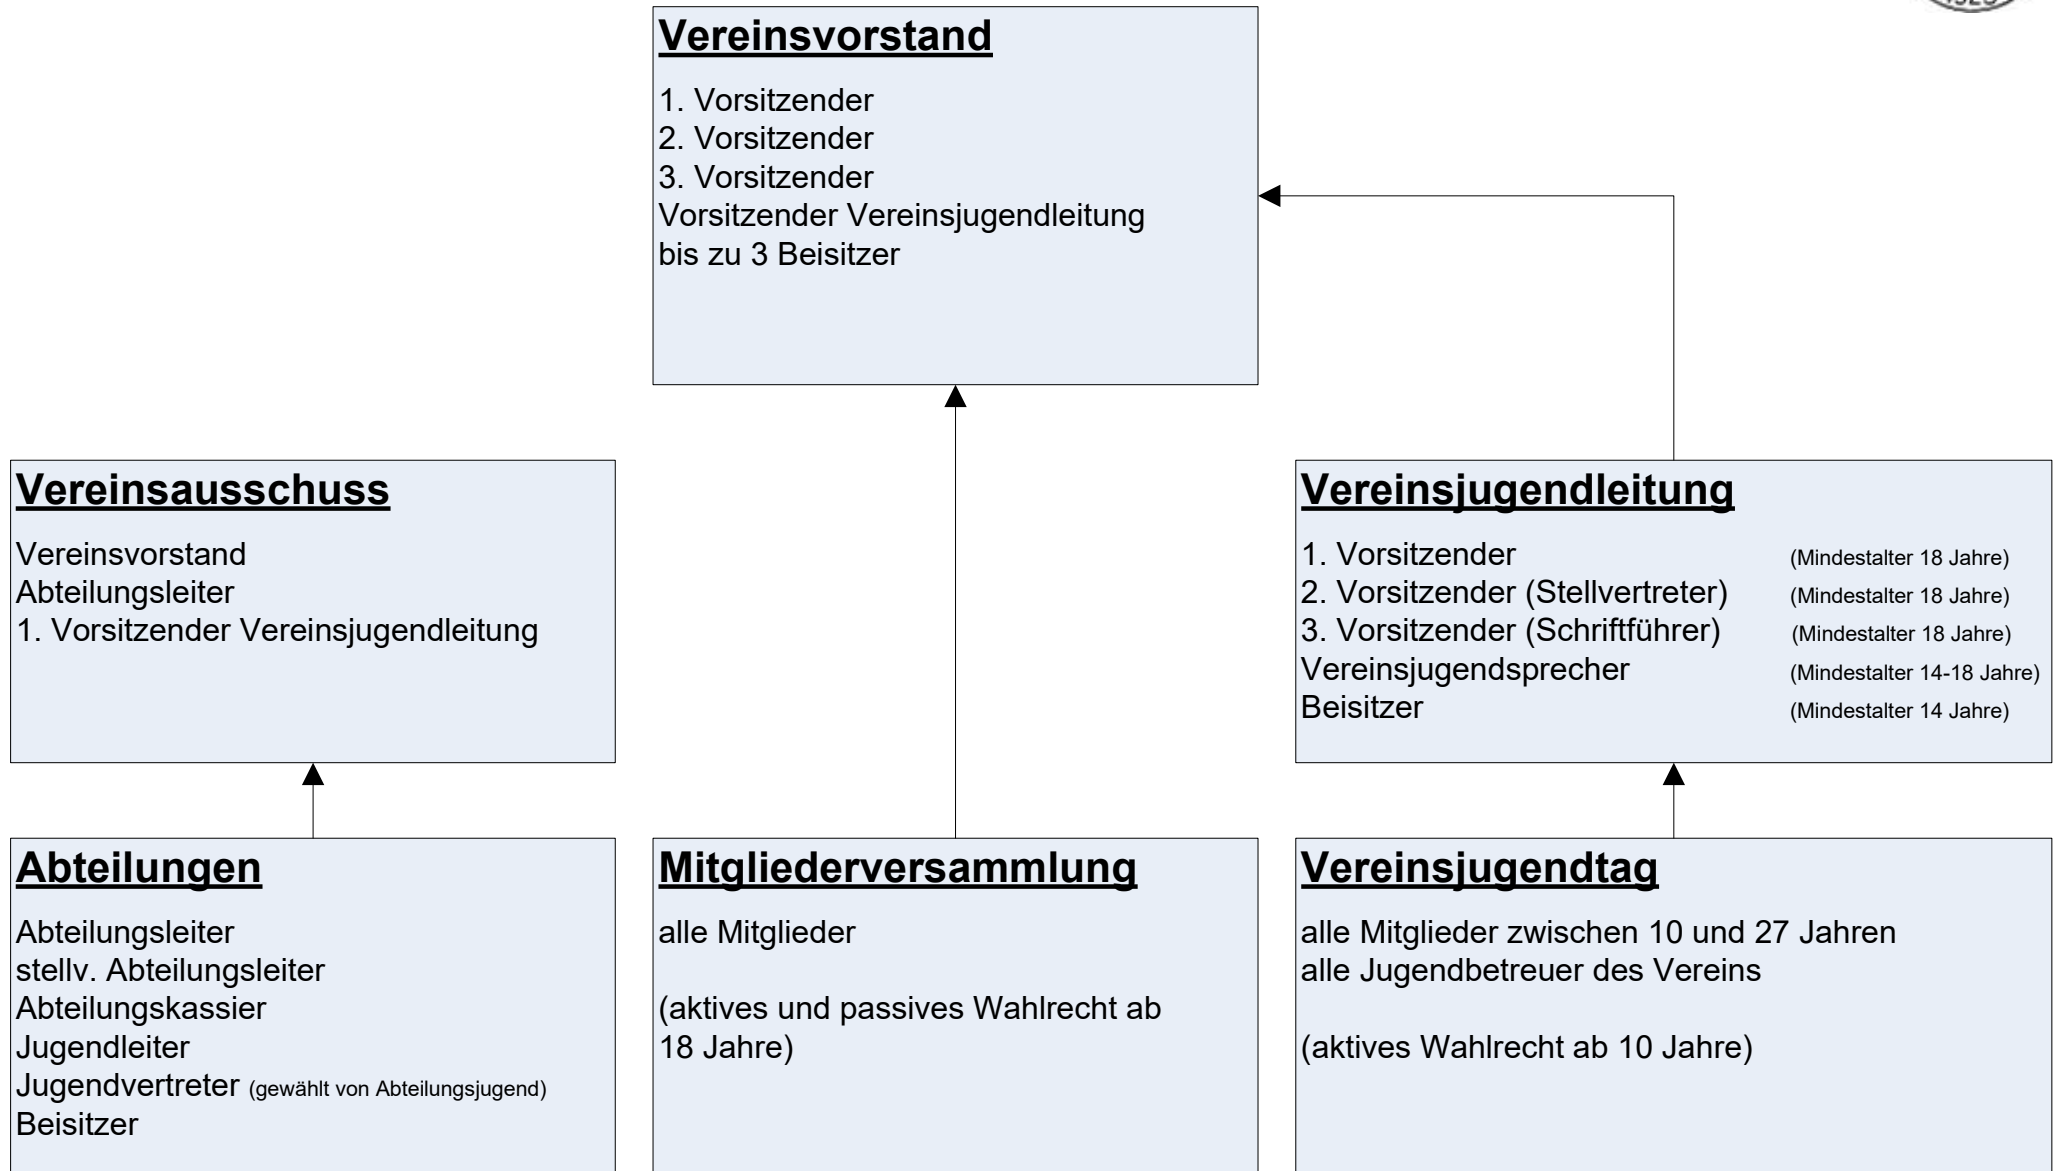 Vereinsvorstand
1. Vorsitzender
2. Vorsitzender
3. Vorsitzender
Vorsitzender Vereinsjugendleitung
bis zu 3 Beisitzer
Vereinsausschuss
Vereinsvorstand
Abteilungsleiter
1. Vorsitzender Vereinsjugendleitung
Vereinsjugendleitung
1. Vorsitzender (Mindestalter 18 Jahre)
2. Vorsitzender (Stellvertreter) (Mindestalter 18 Jahre)
3. Vorsitzender (Schriftführer) (Mindestalter 18 Jahre)
Vereinsjugendsprecher (Mindestalter 14-18 Jahre)
Beisitzer (Mindestalter 14 Jahre)
Abteilungen
Abteilungsleiter
stellv. Abteilungsleiter
Abteilungskassier
Jugendleiter
Jugendvertreter (gewählt von Abteilungsjugend)
Beisitzer
Mitgliederversammlung
alle Mitglieder
(aktives und passives Wahlrecht ab
18 Jahre)
Vereinsjugendtag
alle Mitglieder zwischen 10 und 27 Jahren
alle Jugendbetreuer des Vereins
(aktives Wahlrecht ab 10 Jahre)